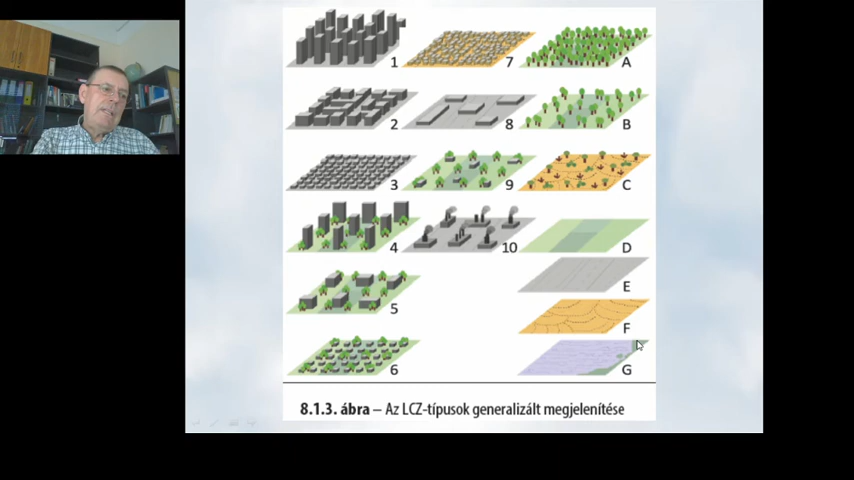 1 7 A
2 8 B
3 9 C
4 10 D
5 E
F
6 G
8.1.3. ábra – Az LCZ-típusok generalizált megjelenítése